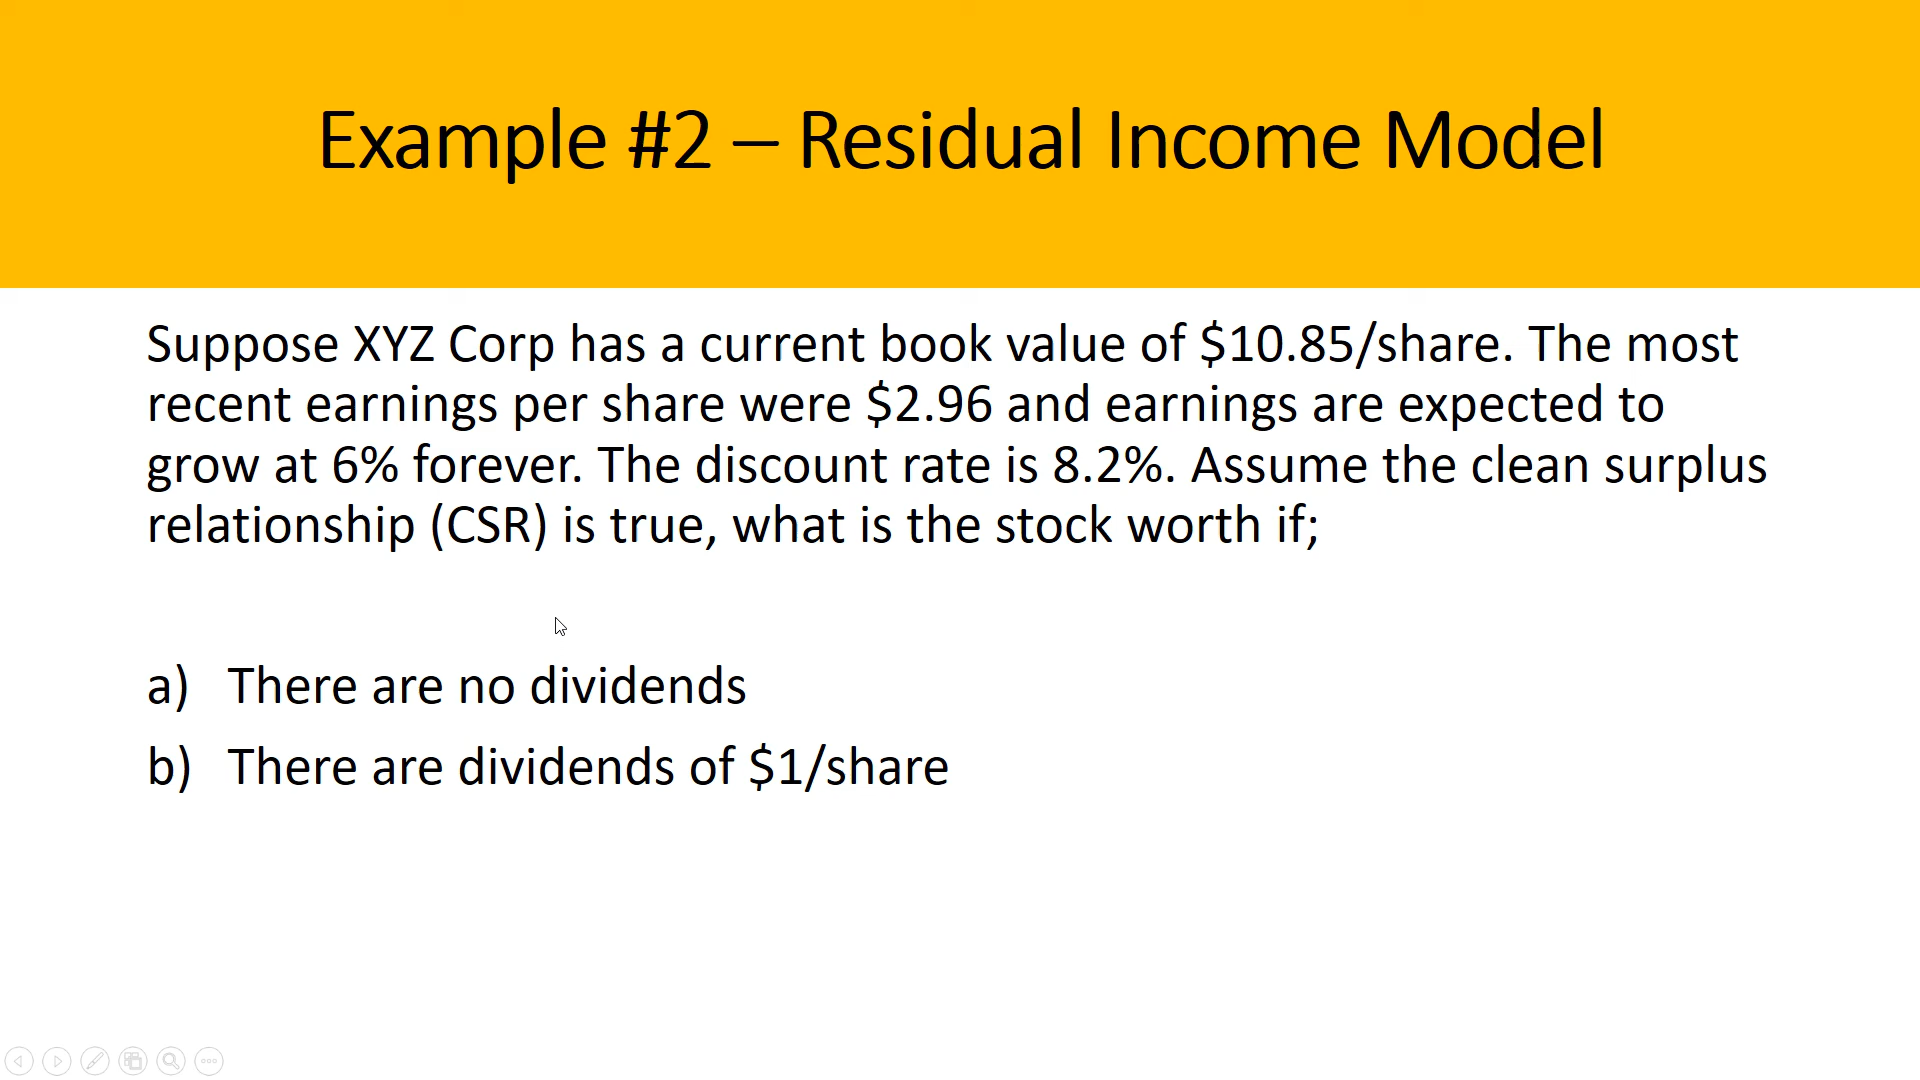 Example #2 – Residual Income Model
Suppose XYZ Corp has a current book value of $10.85/share. The most
recent earnings per share were $2.96 and earnings are expected to
grow at 6% forever. The discount rate is 8.2%. Assume the clean surplus
relationship (CSR) is true, what is the stock worth if;
a) There are no dividends
b) There are dividends of $1/share